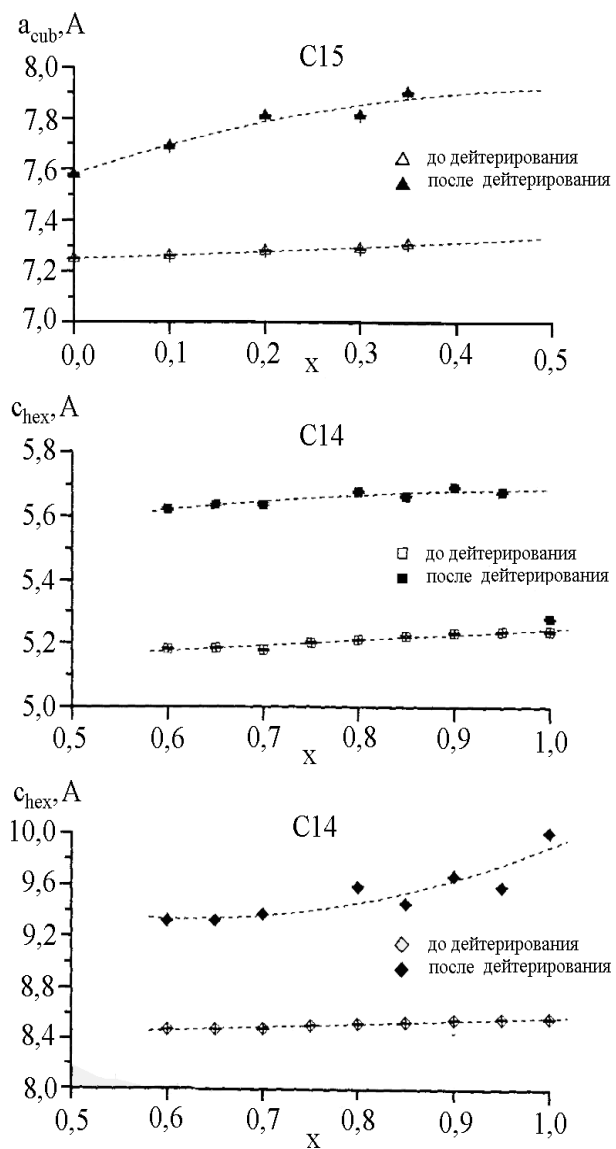 a_cub, A
C15
8,0
7,8
7,6
7,4
7,2
7,0
до дейтерирования
после дейтерирования
0,0 0,1 0,2 0,3 0,4 0,5
x
c_hex, A
C14
5,8
5,6
5,4
5,2
5,0
до дейтерирования
после дейтерирования
0,5 0,6 0,7 0,8 0,9 1,0
x
c_hex, A
C14
10,0
9,6
9,2
8,8
8,4
8,0
до дейтерирования
после дейтерирования
0,5 0,6 0,7 0,8 0,9 1,0
x